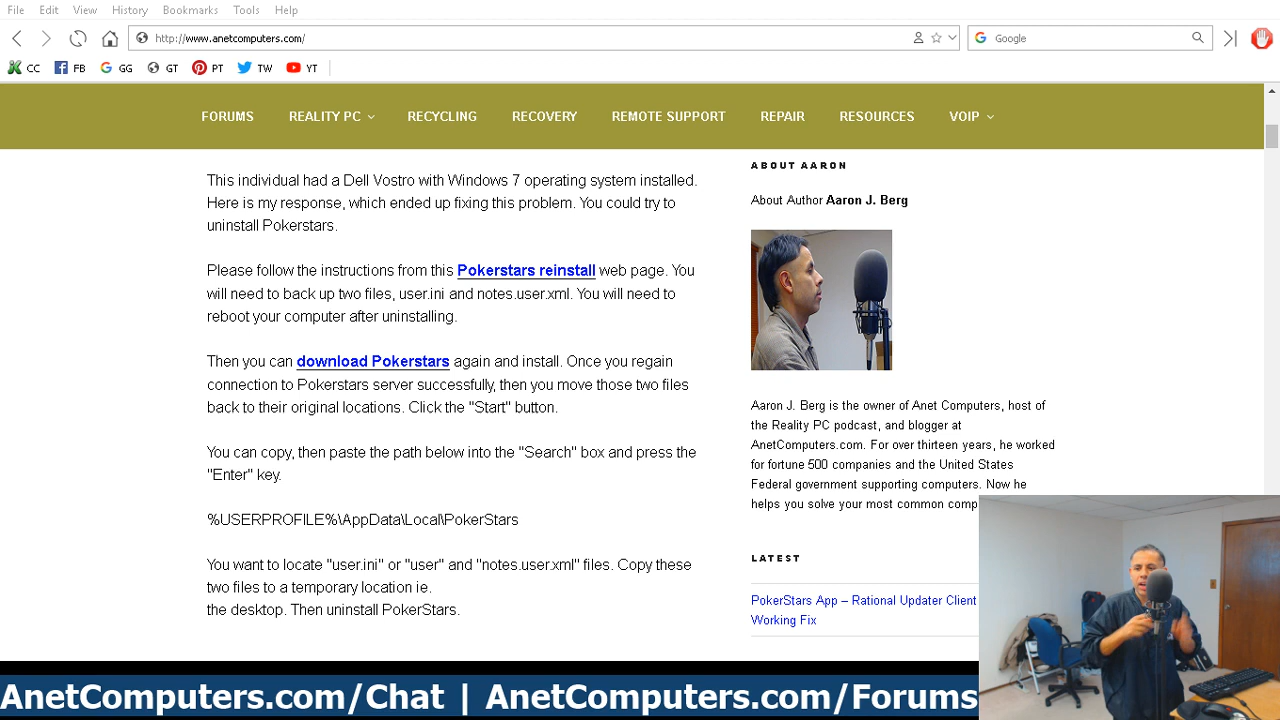 File Edit View History Bookmarks Tools Help
http://www.anetcomputers.com/
Google
CC FB GG GT PT TW YT
FORUMS REALITY PC RECYCLING RECOVERY REMOTE SUPPORT REPAIR RESOURCES VOIP
This individual had a Dell Vostro with Windows 7 operating system installed.
Here is my response, which ended up fixing this problem. You could try to
uninstall Pokerstars.
Please follow the instructions from this Pokerstars reinstall web page. You
will need to back up two files, user.ini and notes.user.xml. You will need to
reboot your computer after uninstalling.
Then you can download Pokerstars again and install. Once you regain
connection to Pokerstars server successfully, then you move those two files
back to their original locations. Click the "Start" button.
You can copy, then paste the path below into the "Search" box and press the
"Enter" key.
%USERPROFILE%\AppData\Local\PokerStars
You want to locate "user.ini" or "user" and "notes.user.xml" files. Copy these
two files to a temporary location ie.
the desktop. Then uninstall PokerStars.
ABOUT AARON
About Author Aaron J. Berg
Aaron J. Berg is the owner of Anet Computers, host of
the Reality PC podcast, and blogger at
AnetComputers.com. For over thirteen years, he worked
for fortune 500 companies and the United States
Federal government supporting computers. Now he
helps you solve your most common comp
LATEST
PokerStars App – Rational Updater Client
Working Fix
AnetComputers.com/Chat | AnetComputers.com/Forums